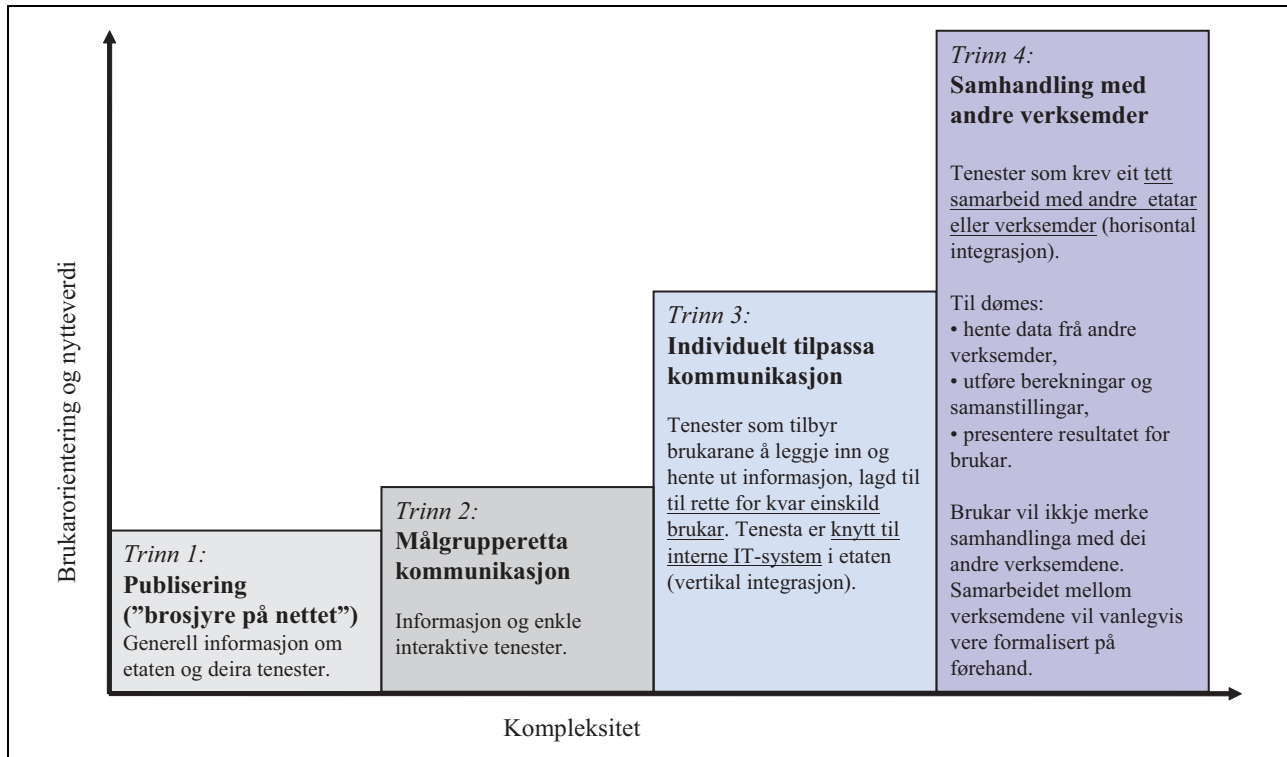 Brukarorientering og nytteverdi
Trinn 1:
Publisering
(”brosjyre på nettet”)
Generell informasjon om
etaten og deira tenester.
Trinn 2:
Målgrupperetta
kommunikasjon
Informasjon og enkle
interaktive tenester.
Trinn 3:
Individuelt tilpassa
kommunikasjon
Tenester som tilbyr
brukarane å leggje inn og
hente ut informasjon, lagd til
til rette for kvar einskild
brukar. Tenesta er knytt til
interne IT-system i etaten
(vertikal integrasjon).
Trinn 4:
Samhandling med
andre verksemder
Tenester som krev eit tett
samarbeid med andre etatar
eller verksemder (horisontal
integrasjon).
Til dømes:
• hente data frå andre
verksemder,
• utføre berekningar og
samanstillingar,
• presentere resultatet for
brukar.
Brukar vil ikkje merke
samhandlinga med dei
andre verksemdene.
Samarbeidet mellom
verksemdene vil vanlegvis
vere formalisert på
førehand.
Kompleksitet